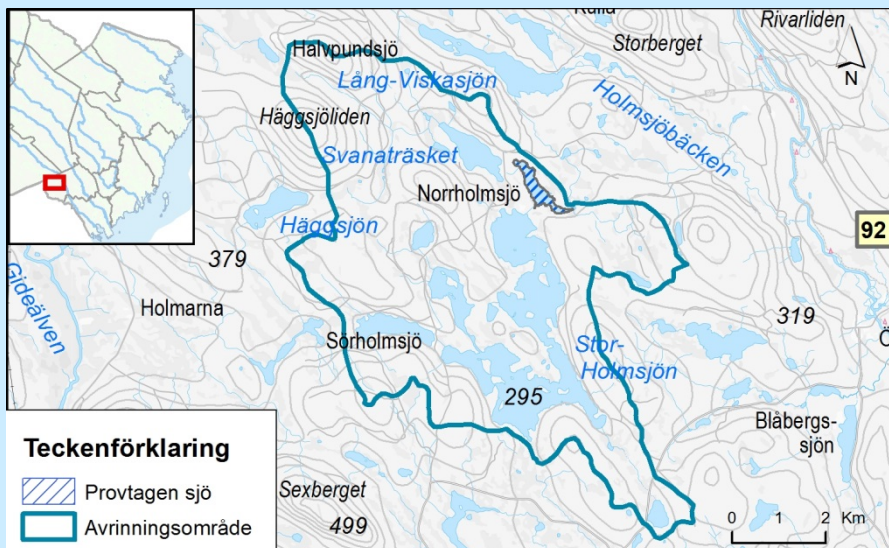 Rivarliden
Storberget
Halvpundsjö
N
Lång-Viskasjön
Holmsjöbäcken
Häggsjöliden
Svanaträsket
Norrholmsjö
Häggsjön
92
379
Gideälven
Holmarna
319
Sörholmsjö
Stor-
Holmsjön
295
Blåbergs-
sjön
Teckenförklaring
Provtagen sjö
Avrinningsområde
Sexberget
499
0 1 2 Km